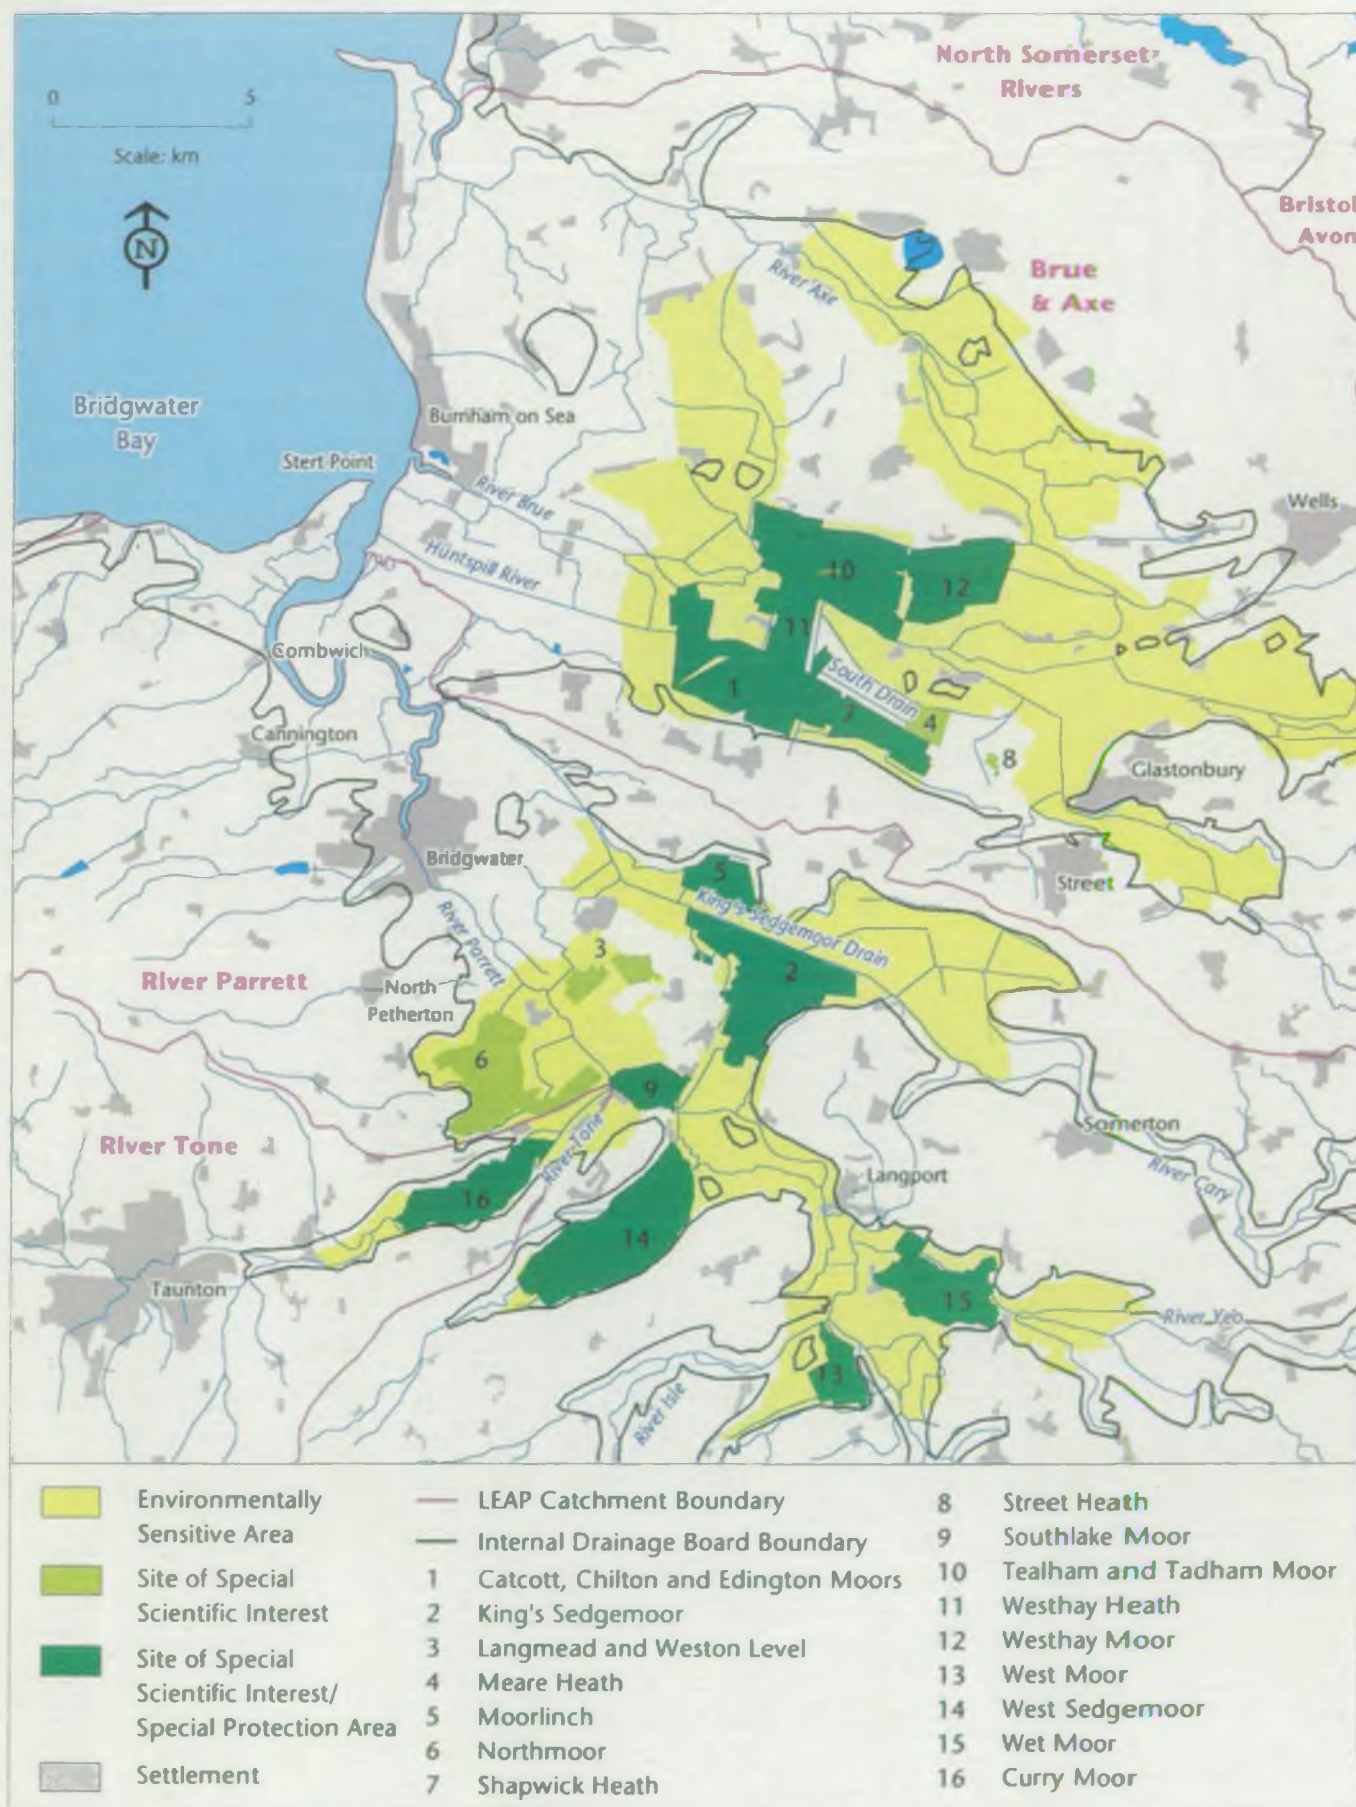 North Somerset
Rivers
0 5
Scale: km
N
Bristol
Avon
River Axe
Brue
& Axe
Bridgwater
Bay
Burnham on Sea
Stert Point
River Brue
Wells
Huntspill River
10
12
11
Combwich
South Drain
1
4
8
Cannington
Glastonbury
Bridgwater
5
Street
King's Sedgemoor Drain
River Parrett
3
2
River Parrett
North
Petherton
6
9
River Tone
River Tone
Somerton
Langport
River Cary
16
14
Taunton
15
River Yeo
13
River Isle
Environmentally
Sensitive Area
Site of Special
Scientific Interest
Site of Special
Scientific Interest/
Special Protection Area
Settlement
LEAP Catchment Boundary
Internal Drainage Board Boundary
1 Catcott, Chilton and Edington Moors
2 King's Sedgemoor
3 Langmead and Weston Level
4 Meare Heath
5 Moorlinch
6 Northmoor
7 Shapwick Heath
8 Street Heath
9 Southlake Moor
10 Tealham and Tadham Moor
11 Westhay Heath
12 Westhay Moor
13 West Moor
14 West Sedgemoor
15 Wet Moor
16 Curry Moor